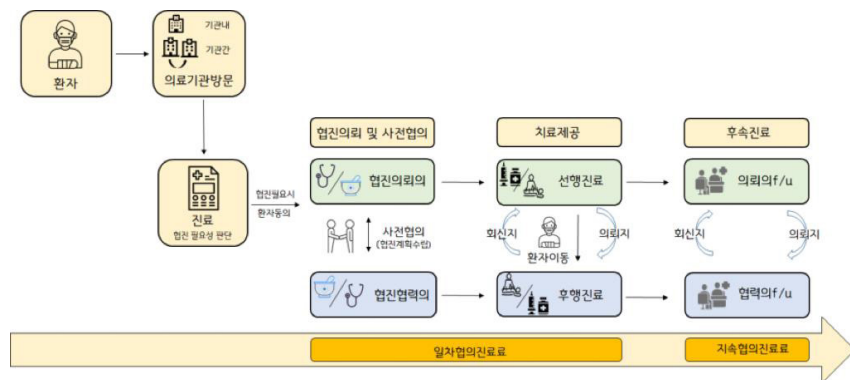 환자
기관내
기관간
의료기관방문
진료
협진 필요성 판단
협진필요시
환자동의
협진의뢰 및 사전협의
치료제공
후속진료
협진의뢰의
선행진료
의뢰의f/u
사전협의
(협진계획수립)
회신지
환자이동
의뢰지
회신지
의뢰지
협진협력의
후행진료
협력의f/u
일차협의진료료
지속협의진료료